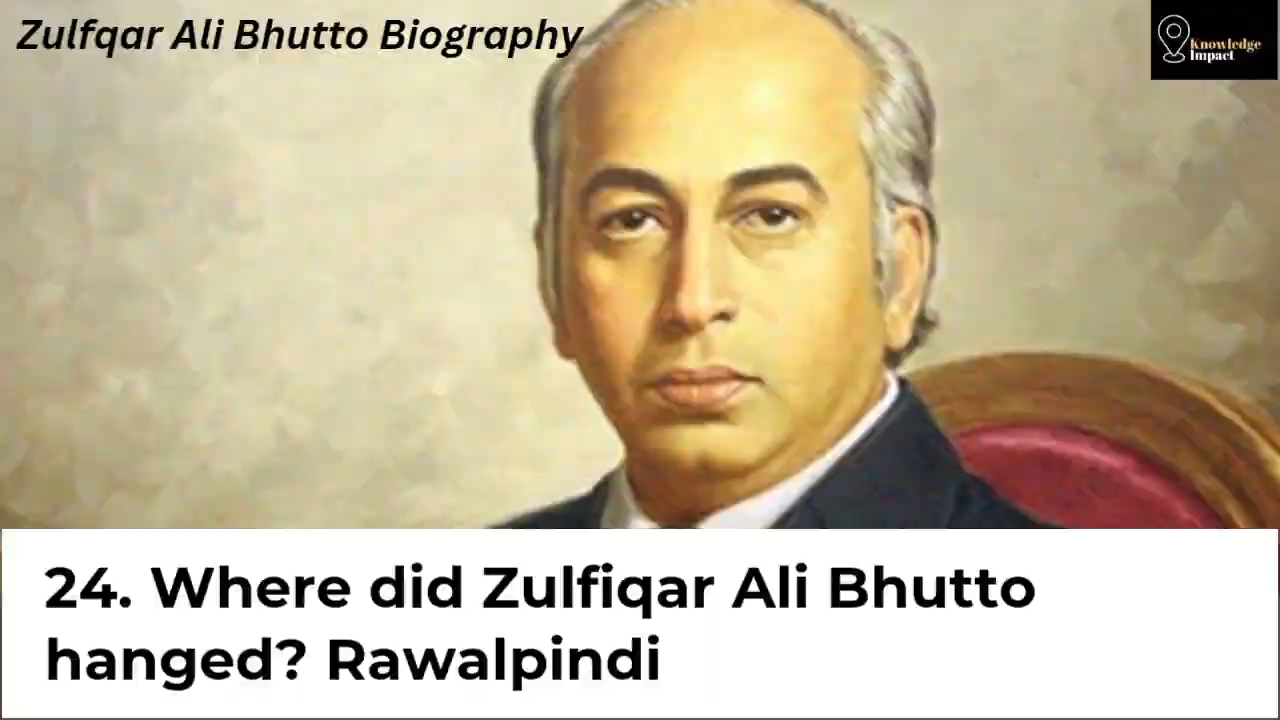 Zulfqar Ali Bhutto Biography
Knowledge
Impact
24. Where did Zulfiqar Ali Bhutto
hanged? Rawalpindi